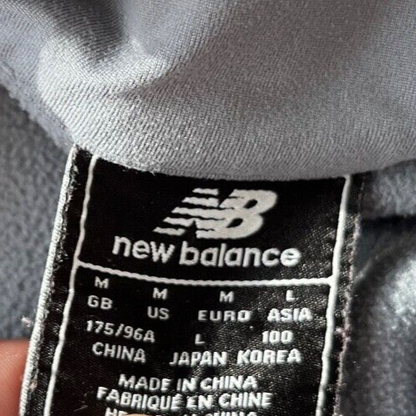 NB
new balance
M M M L
GB US EURO ASIA
175/96A L 100
CHINA JAPAN KOREA
MADE IN CHINA
FABRIQUÉ EN CHINE